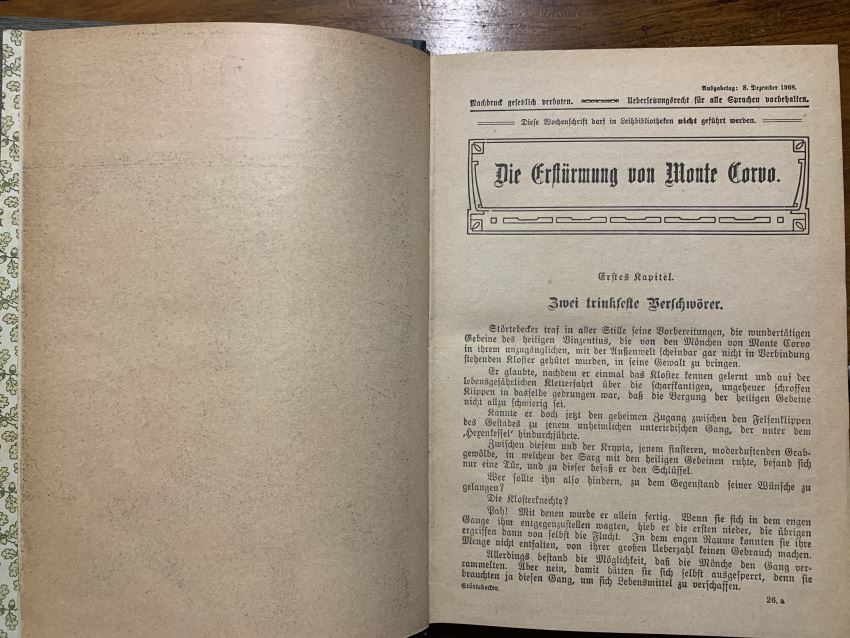 Ausgabetag: 8. Dezember 1908.
Nachdruck gesetzlich verboten. Uebersetzungsrecht für alle Sprachen vorbehalten.
Diese Wochenschrift darf in Leihbibliotheken nicht geführt werden.
Die Erstürmung von Monte Corvo.
Erstes Kapitel.
Zwei trinkfeste Verschwörer.
Störtebecker traf in aller Stille seine Vorbereitungen, die wundertätigen
Gebeine des heiligen Vinzentius, die von den Mönchen von Monte Corvo
in ihrem unzugänglichen, mit der Außenwelt scheinbar gar nicht in Verbindung
stehenden Kloster gehütet wurden, in seine Gewalt zu bringen.
Er glaubte, nachdem er einmal das Kloster kennen gelernt und auf der
lebensgefährlichen Kletterfahrt über die scharfkantigen, ungeheuer schroffen
Klippen in dasselbe gedrungen war, daß die Bergung der heiligen Gebeine
nicht allzu schwierig sei.
Kannte er doch jetzt den geheimen Zugang zwischen den Felsenklippen
des Gestades zu jenem unheimlichen unterirdischen Gang, der unter dem
„Hexenkessel" hindurchführte.
Zwischen diesem und der Krypta, jenem finsteren, moderduftenden Grab-
gewölbe, in welchem der Sarg mit den heiligen Gebeinen ruhte, befand sich
nur eine Tür, und zu dieser besaß er den Schlüssel.
Wer sollte ihn also hindern, zu dem Gegenstand seiner Wünsche zu
gelangen?
Die Klosterknechte?
Pah! Mit denen wurde er allein fertig. Wenn sie sich in dem engen
Gange ihm entgegenzustellen wagten, hieb er die ersten nieder, die übrigen
ergriffen dann von selbst die Flucht. In dem engen Raume konnten sie ihre
Menge nicht entfalten, von ihrer großen Ueberzahl keinen Gebrauch machen.
Allerdings bestand die Möglichkeit, daß die Mönche den Gang ver-
rammelten. Aber nein, damit hätten sie sich selbst ausgesperrt, denn sie
brauchten ja diesen Gang, um sich Lebensmittel zu verschaffen.
Störtebecker.
26. a